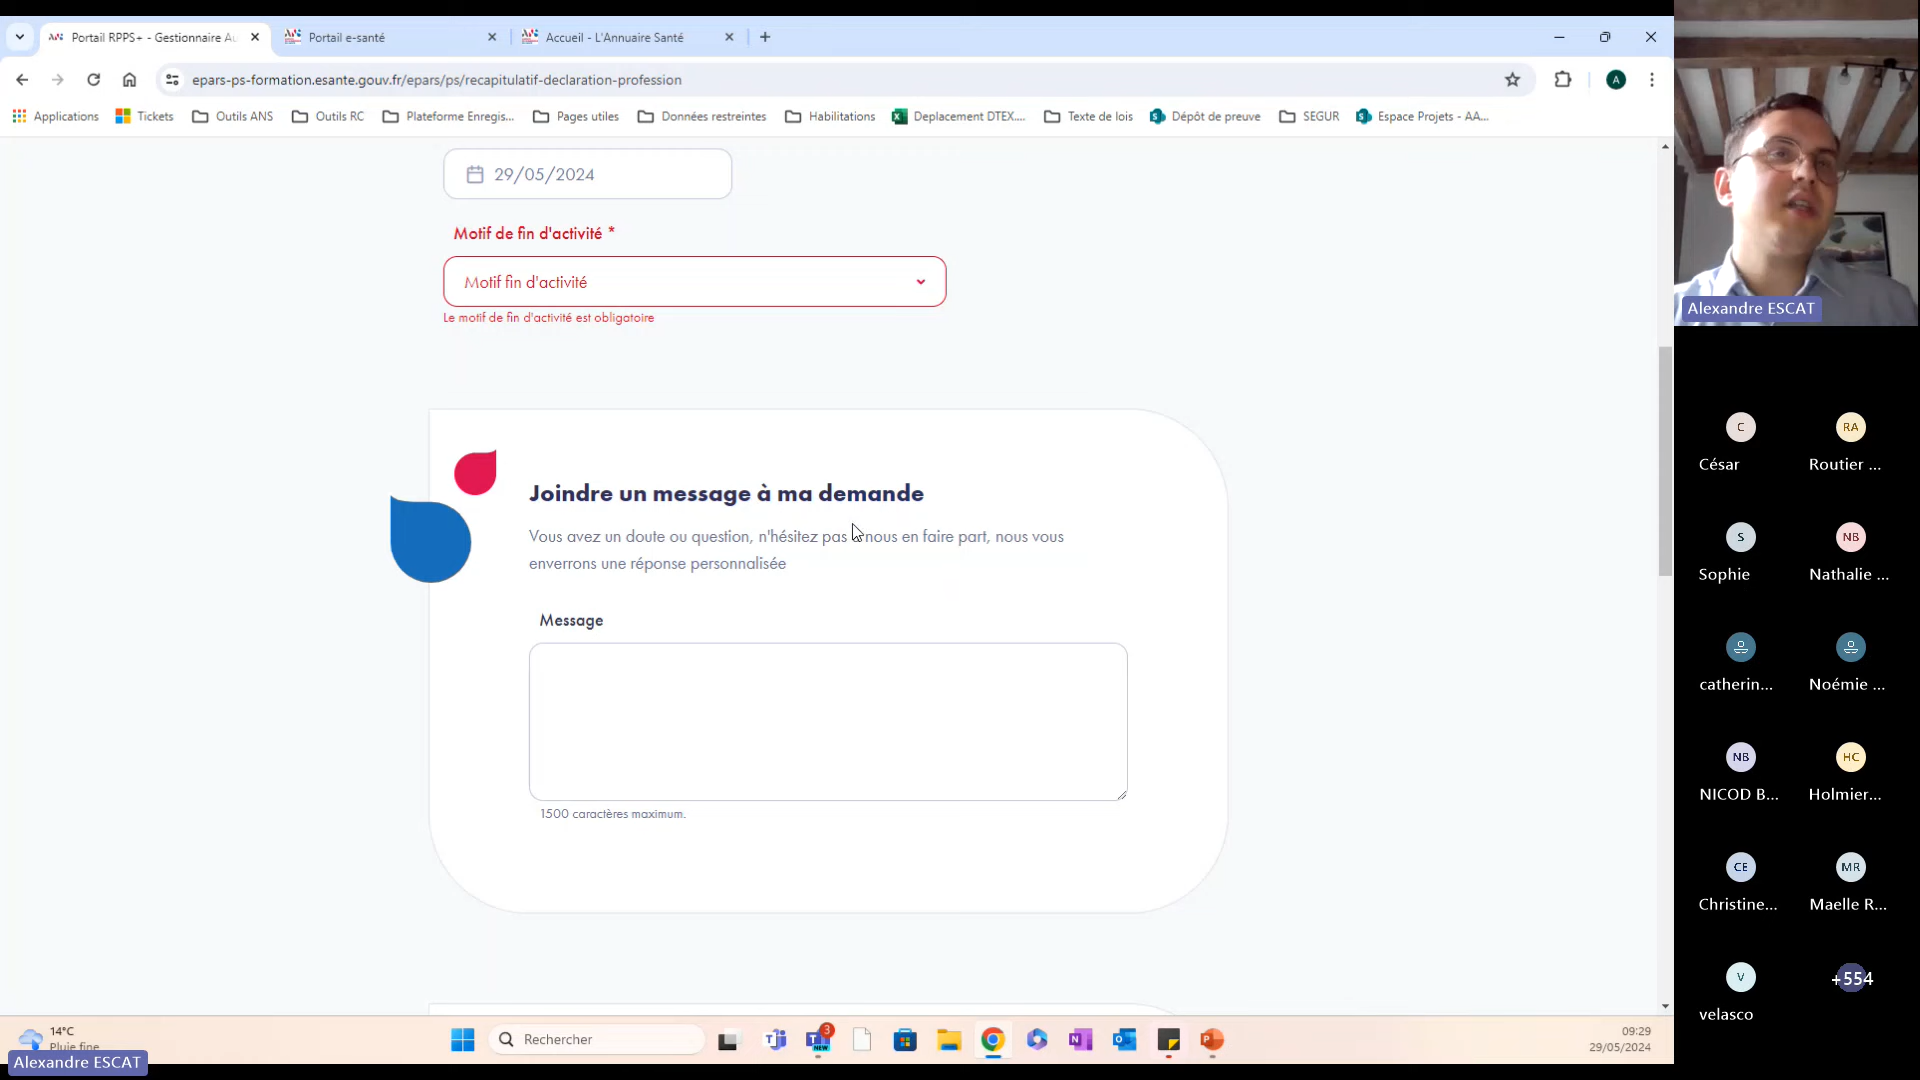 Portail RPPS+ - Gestionnaire Au
Portail e-santé
Accueil - L'Annuaire Santé
epars-ps-formation.esante.gouv.fr/epars/ps/recapitulatif-declaration-profession
A
Applications
Tickets
Outils ANS
Outils RC
Plateforme Enregis...
Pages utiles
Données restreintes
Habilitations
Deplacement DTEX....
Texte de lois
Dépôt de preuve
SEGUR
Espace Projets - AA...
29/05/2024
Motif de fin d'activité *
Motif fin d'activité
Le motif de fin d'activité est obligatoire
Joindre un message à ma demande
Vous avez un doute ou question, n'hésitez pas à nous en faire part, nous vous
enverrons une réponse personnalisée
Message
1500 caractères maximum.
Alexandre ESCAT
C
RA
César
Routier ...
S
NB
Sophie
Nathalie ...
catherin...
Noémie ...
NB
HC
NICOD B...
Holmier...
CE
MR
Christine...
Maelle R...
V
+554
velasco
14°C
Pluie fine
Alexandre ESCAT
Rechercher
3
NEW
09:29
29/05/2024